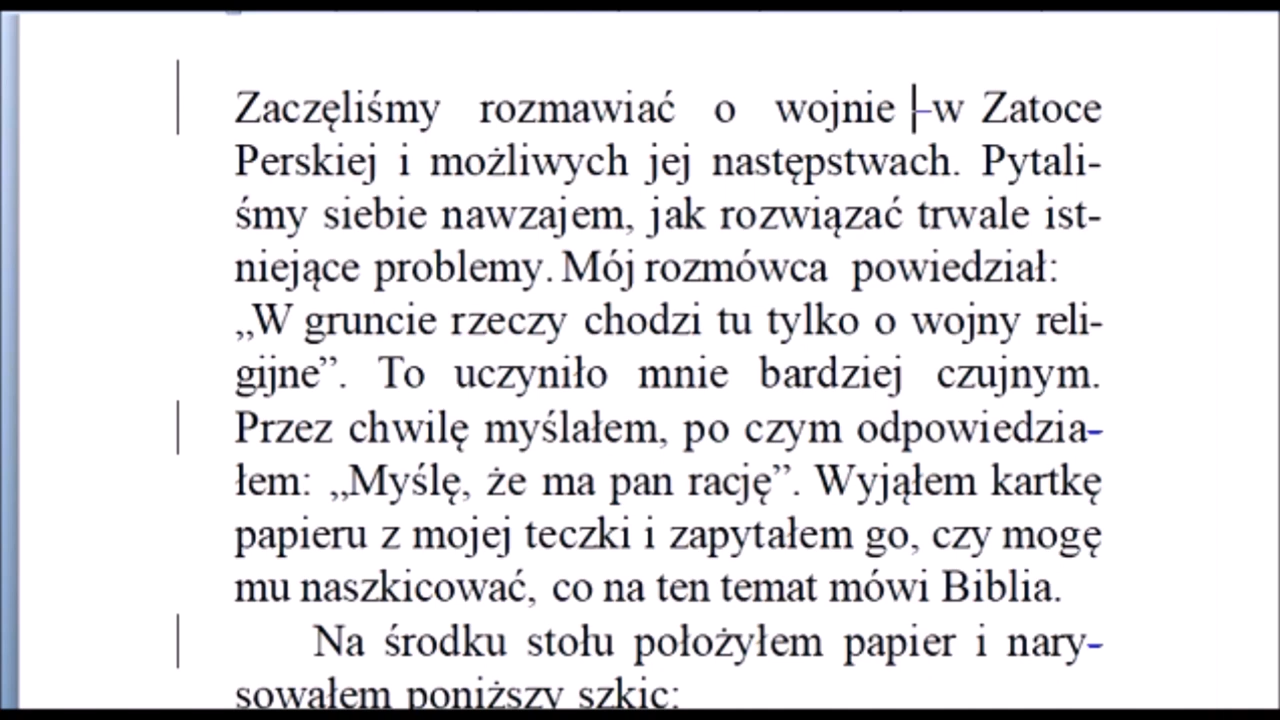 Zaczęliśmy rozmawiać o wojnie -w Zatoce
Perskiej i możliwych jej następstwach. Pytali-
śmy siebie nawzajem, jak rozwiązać trwale ist-
niejące problemy. Mój rozmówca powiedział:
„W gruncie rzeczy chodzi tu tylko o wojny reli-
gijne”. To uczyniło mnie bardziej czujnym.
Przez chwilę myślałem, po czym odpowiedzia-
łem: „Myślę, że ma pan rację”. Wyjąłem kartkę
papieru z mojej teczki i zapytałem go, czy mogę
mu naszkicować, co na ten temat mówi Biblia.
Na środku stołu położyłem papier i nary-
sowałem poniższy szkic: